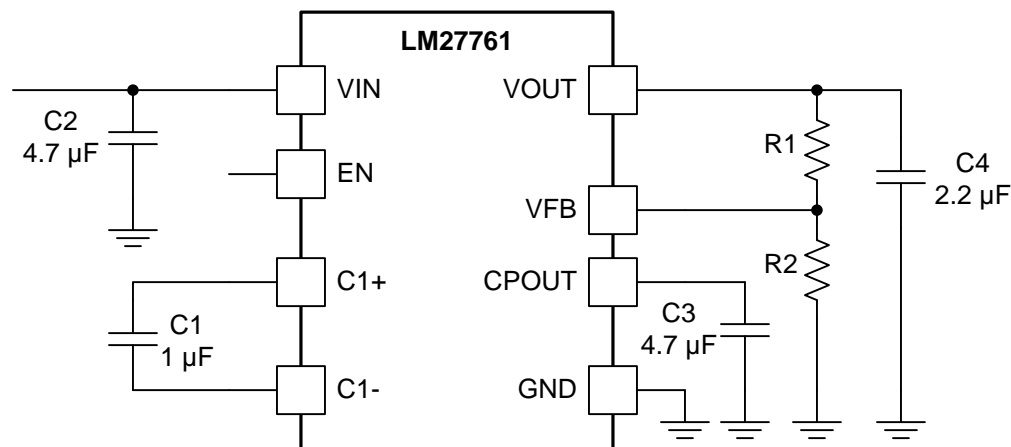 LM27761
VIN
VOUT
C2
4.7 µF
R1
EN
C4
2.2 µF
VFB
R2
C1+
CPOUT
C1
1 µF
C3
4.7 µF
C1-
GND